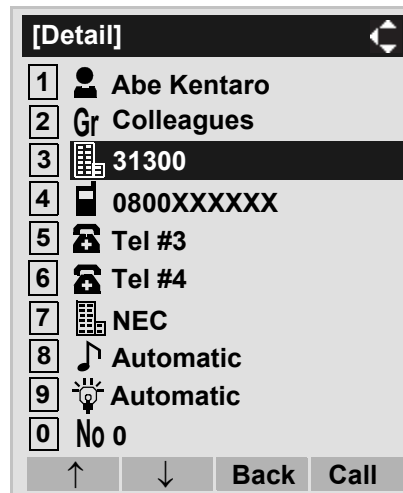 [Detail]
1 Abe Kentaro
2 Gr Colleagues
3 31300
4 0800XXXXXX
5 Tel #3
6 Tel #4
7 NEC
8 Automatic
9 Automatic
0 No 0
↑ ↓ Back Call